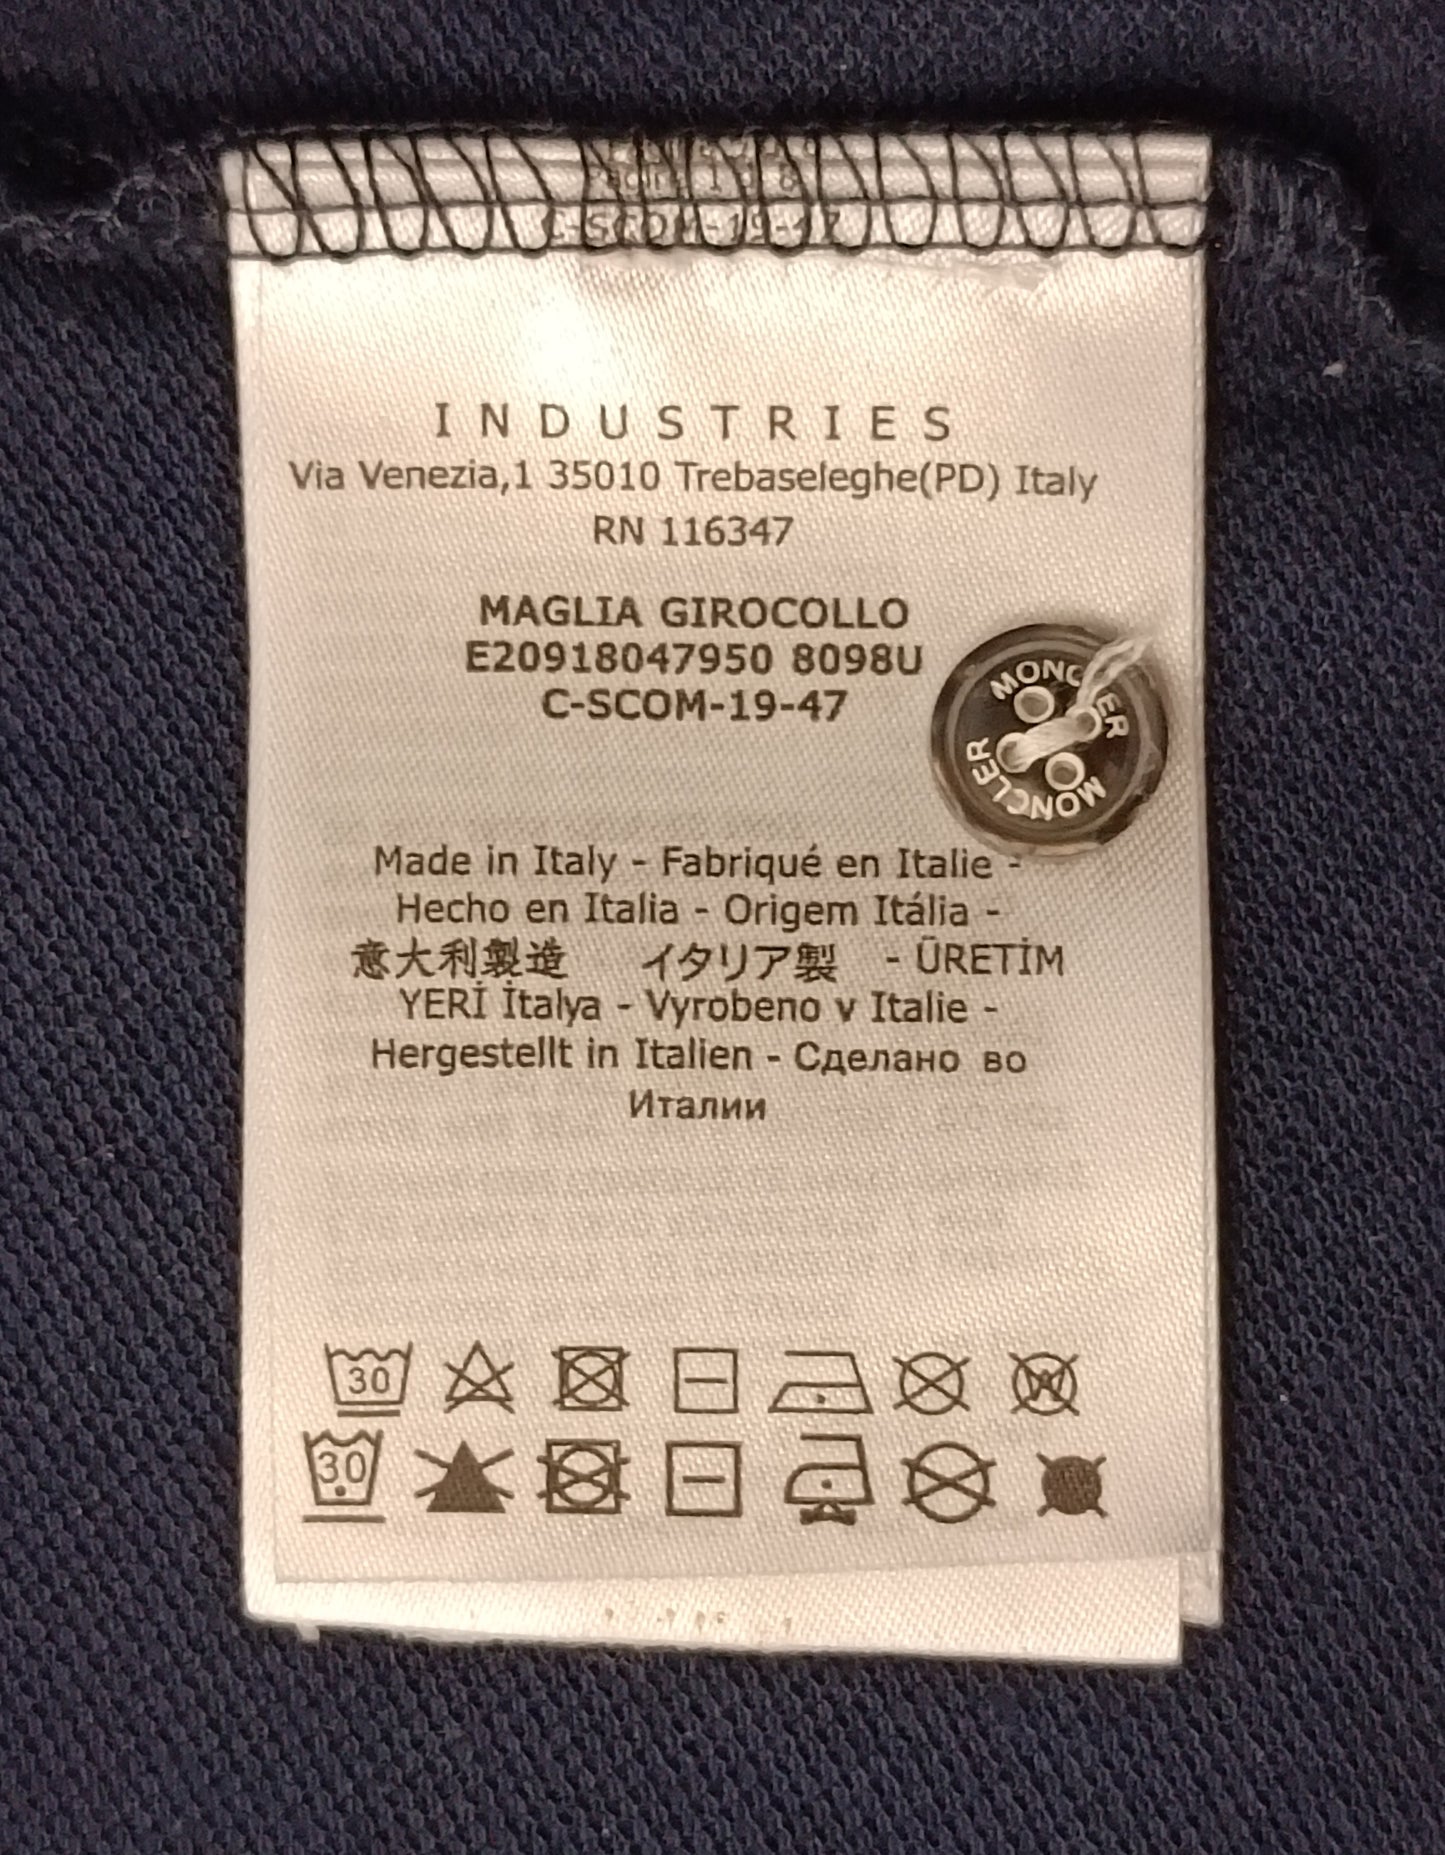 C-SCOM-19-47
INDUSTRIES
Via Venezia,1 35010 Trebaseleghe(PD) Italy
RN 116347
MAGLIA GIROCOLLO
E20918047950 8098U
C-SCOM-19-47
MONCLER
MONCLER
MONCLER
Made in Italy - Fabriqué en Italie -
Hecho en Italia - Origem Itália -
意大利製造 イタリア製 - ÜRETİM
YERİ İtalya - Vyrobeno v Italie -
Hergestellt in Italien - Сделано во
Италии
30 W
30